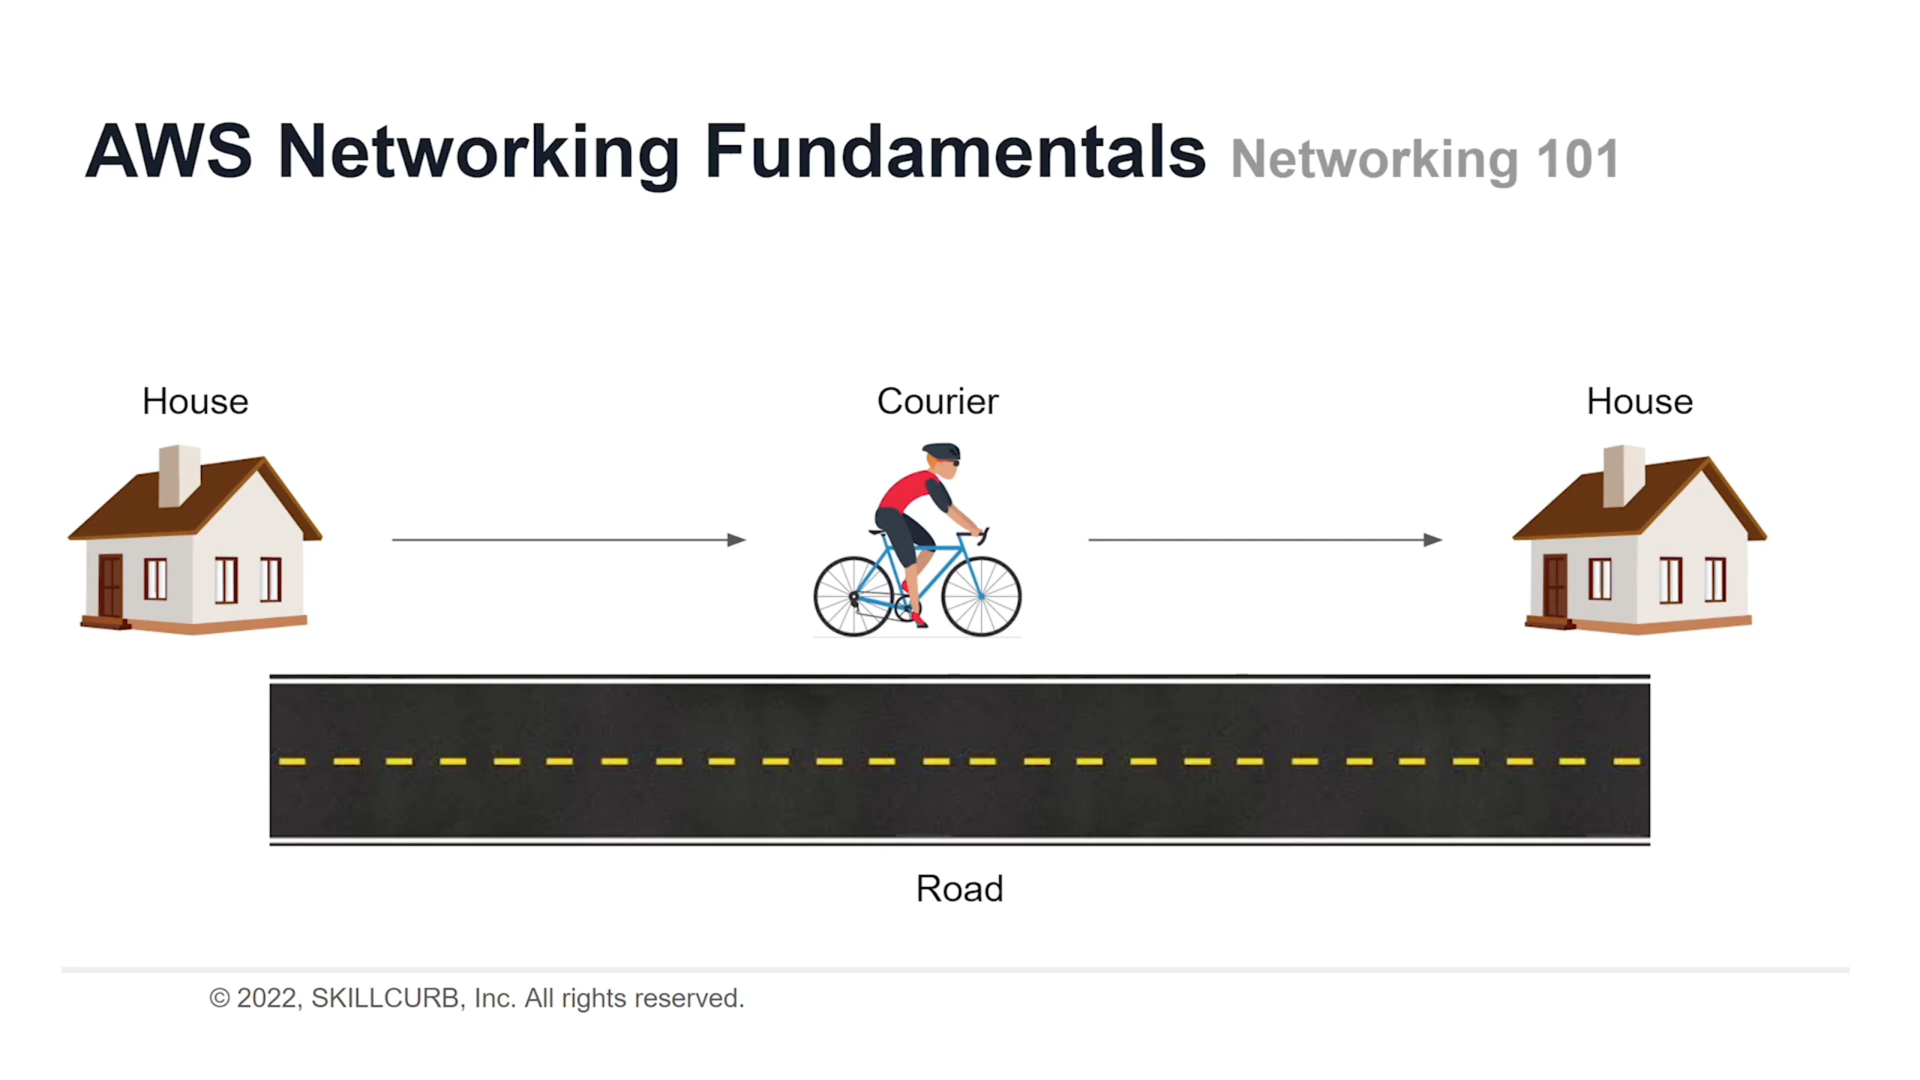 AWS Networking Fundamentals Networking 101
House
Courier
House
Road
© 2022, SKILLCURB, Inc. All rights reserved.